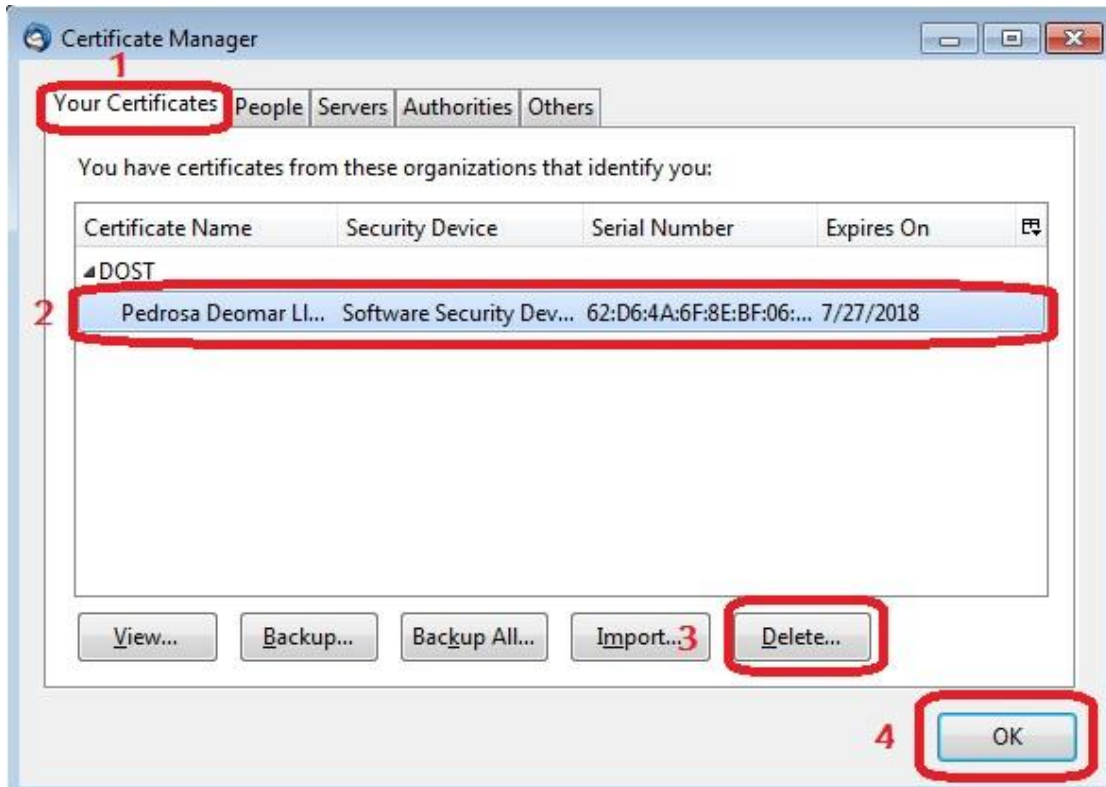 Certificate Manager
1
Your Certificates People Servers Authorities Others
You have certificates from these organizations that identify you:
Certificate Name Security Device Serial Number Expires On
DOST
2 Pedrosa Deomar Ll... Software Security Dev... 62:D6:4A:6F:8E:BF:06:... 7/27/2018
View... Backup... Backup All... Import... 3 Delete...
4 OK